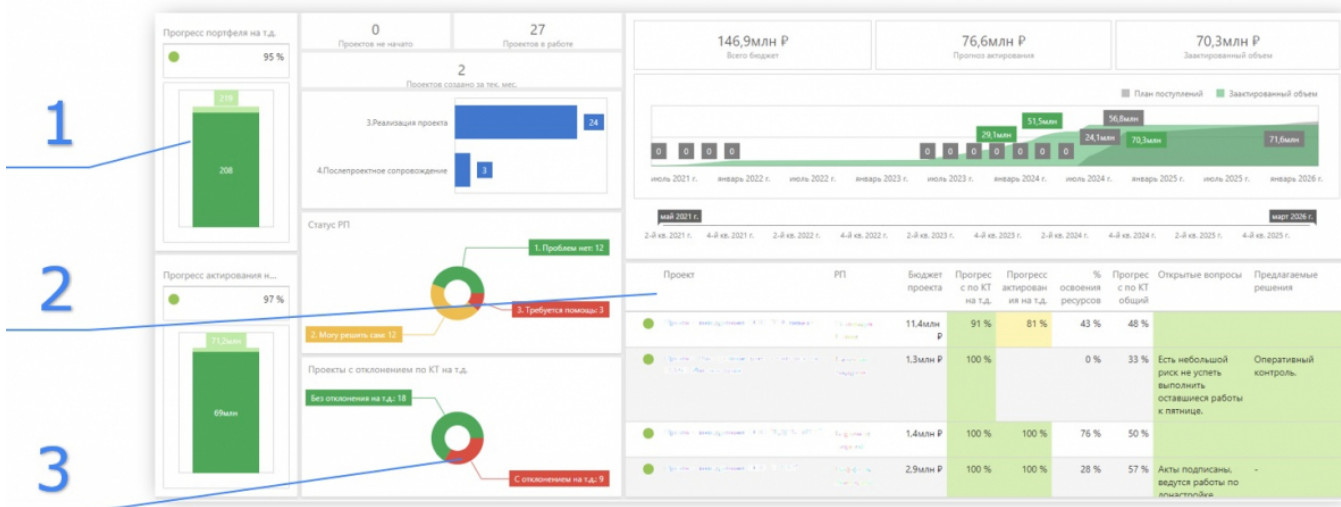 1
2
3
Прогресс портфеля на т.д.
95 %
219
208
Прогресс актирования н...
97 %
71,2млн
69млн
0
Проектов не начато
27
Проектов в работе
2
Проектов создано за тек. мес.
3.Реализация проекта
24
4.Послепроектное сопровождение
3
Статус РП
1. Проблем нет: 12
3. Требуется помощь: 3
2. Могу решить сам: 12
Проекты с отклонением по КТ на т.д.
Без отклонения на т.д.: 18
С отклонением на т.д.: 9
146,9млн ₽
Всего бюджет
76,6млн ₽
Прогноз актирования
70,3млн ₽
Заактированный объем
План поступлений
Заактированный объем
0 0 0 0 0 0 0 0 0 0 0
29,1млн
51,5млн
24,1млн
56,8млн
70,3млн
71,6млн
июль 2021 г. январь 2022 г. июль 2022 г. январь 2023 г. июль 2023 г. январь 2024 г. июль 2024 г. январь 2025 г. июль 2025 г. январь 2026 г.
май 2021 г.
март 2026 г.
2-й кв. 2021 г. 4-й кв. 2021 г. 2-й кв. 2022 г. 4-й кв. 2022 г. 2-й кв. 2023 г. 4-й кв. 2023 г. 2-й кв. 2024 г. 4-й кв. 2024 г. 2-й кв. 2025 г. 4-й кв. 2025 г.
Проект
РП
Бюджет
проекта
Прогрес
с по КТ
на т.д.
Прогресс
актирован
ия на т.д.
%
освоения
ресурсов
Прогрес
с по КТ
общий
Открытые вопросы
Предлагаемые
решения
11,4млн
₽
91 %
81 %
43 %
48 %
1,3млн ₽
100 %
0 %
33 %
Есть небольшой
риск не успеть
выполнить
оставшиеся работы
к пятнице.
Оперативный
контроль.
1,4млн ₽
100 %
100 %
76 %
50 %
2,9млн ₽
100 %
100 %
28 %
57 %
Акты подписаны,
ведутся работы по
донастройке
-